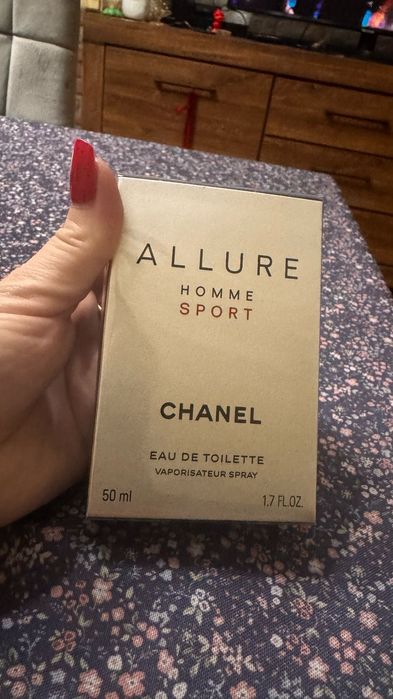 ALLURE
HOMME
SPORT
CHANEL
EAU DE TOILETTE
VAPORISATEUR SPRAY
50 ml 1.7 FL.OZ.